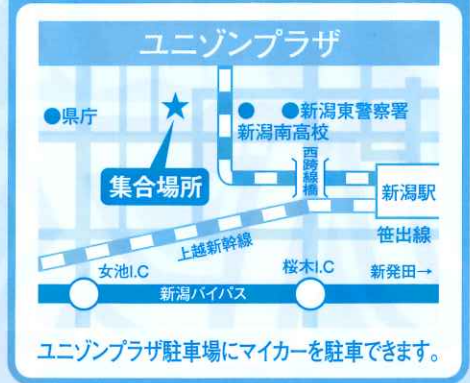 ユニゾンプラザ
●県庁
★
● ●新潟東警察署
新潟南高校
西跨線橋
集合場所
新潟駅
笹出線
上越新幹線
女池I.C
桜木I.C
新発田→
新潟バイパス
ユニゾンプラザ駐車場にマイカーを駐車できます。